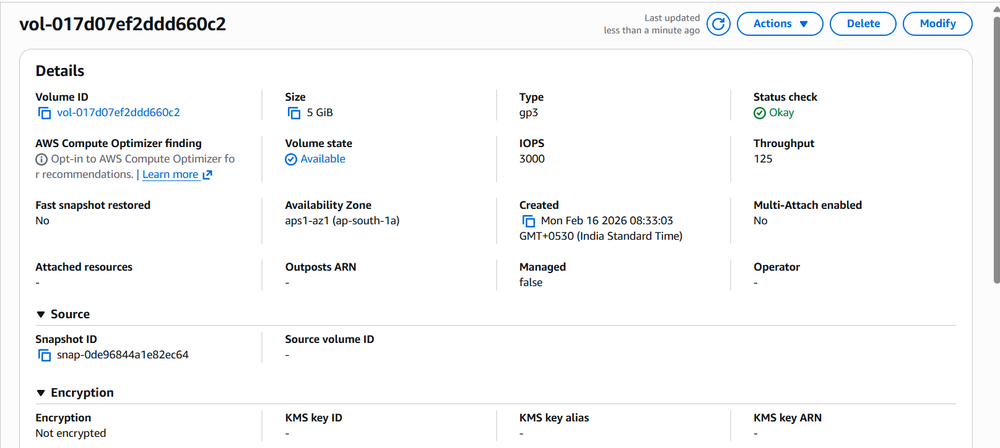 vol-017d07ef2ddd660c2
Last updated
less than a minute ago
Actions
Delete
Modify
Details
Volume ID
vol-017d07ef2ddd660c2
Size
5 GiB
Type
gp3
Status check
Okay
AWS Compute Optimizer finding
Opt-in to AWS Compute Optimizer fo
r recommendations. | Learn more
Volume state
Available
IOPS
3000
Throughput
125
Fast snapshot restored
No
Availability Zone
aps1-az1 (ap-south-1a)
Created
Mon Feb 16 2026 08:33:03
GMT+0530 (India Standard Time)
Multi-Attach enabled
No
Attached resources
-
Outposts ARN
-
Managed
false
Operator
-
Source
Snapshot ID
snap-0de96844a1e82ec64
Source volume ID
-
Encryption
Encryption
Not encrypted
KMS key ID
-
KMS key alias
-
KMS key ARN
-